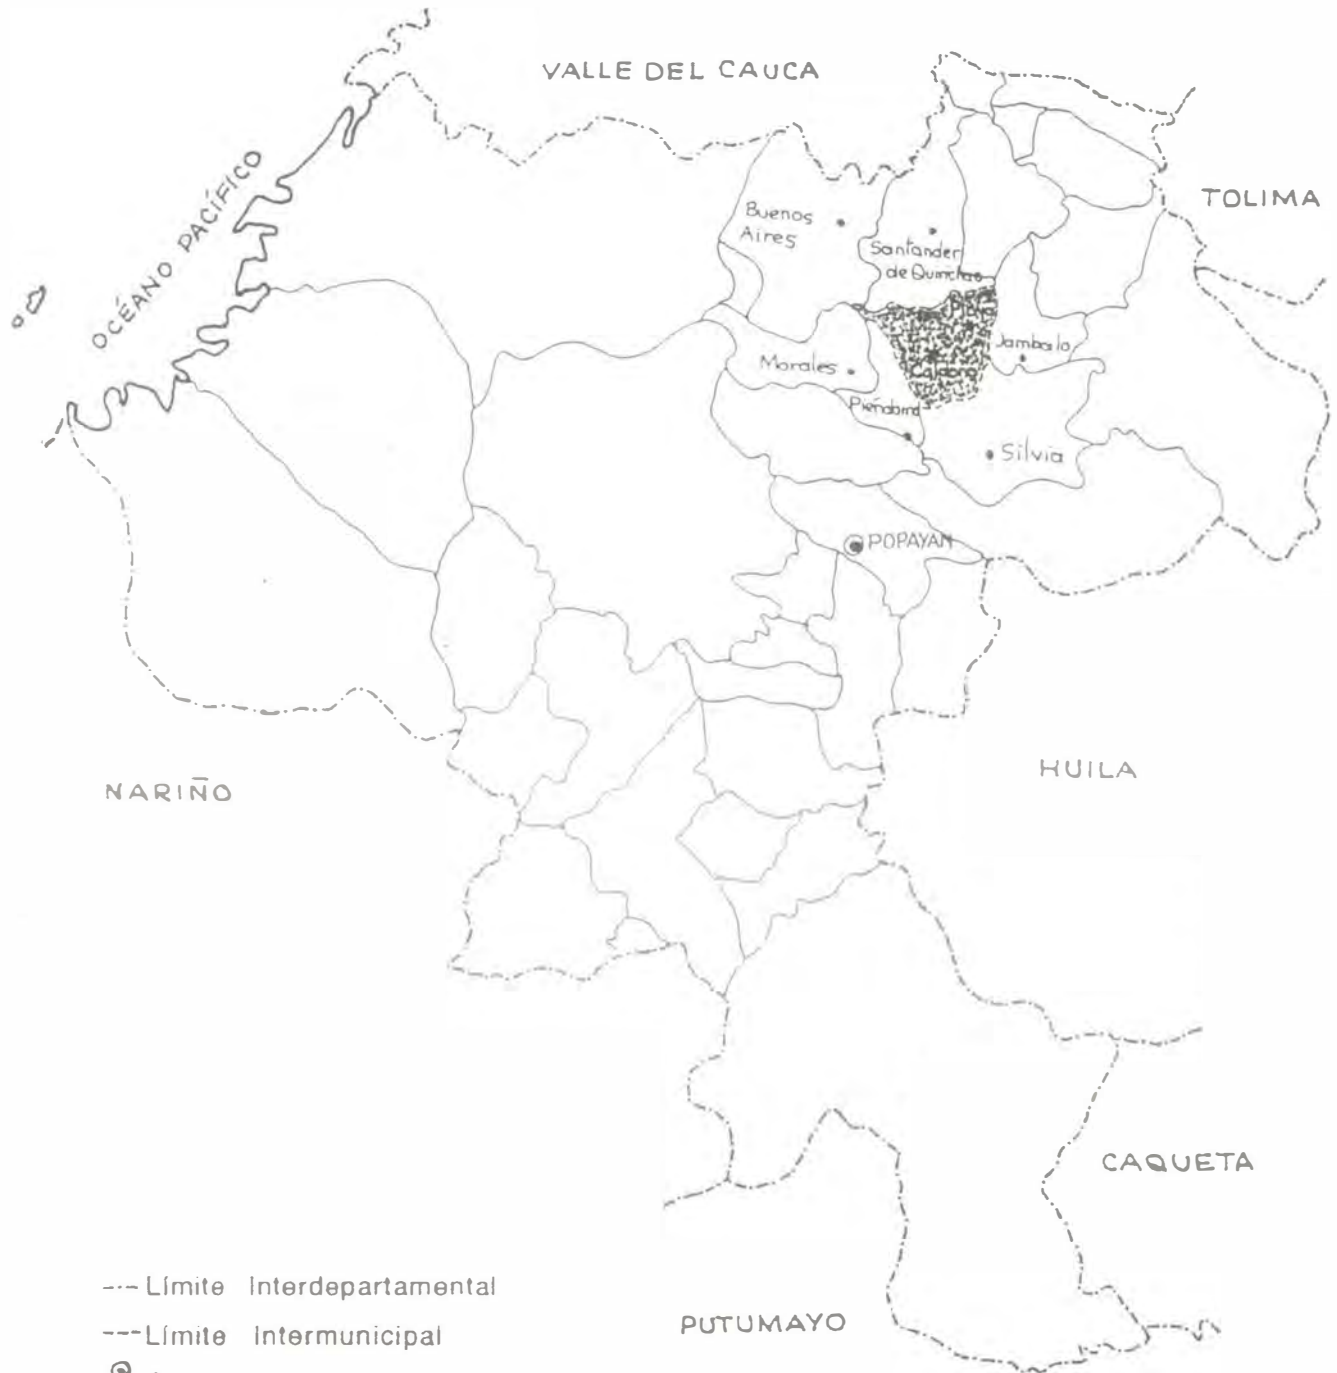 VALLE DEL CAUCA
TOLIMA
OCÉANO PACÍFICO
Buenos
Aires
Santander
de Quilichao
Jambalo
Morales
Caldono
Piendamó
Silvia
POPAYAN
NARIÑO
HUILA
CAQUETA
PUTUMAYO
Límite Interdepartamental
Límite Intermunicipal